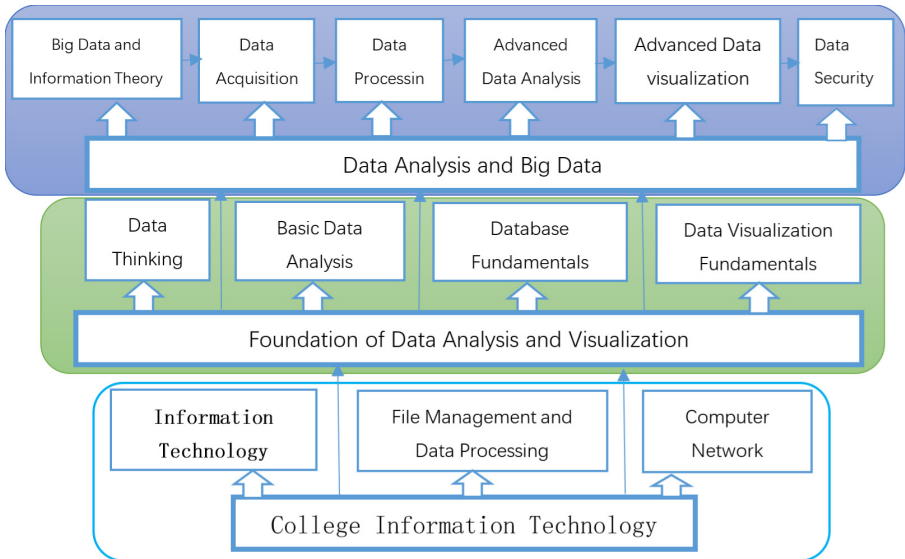 Big Data and
Information Theory
Data
Acquisition
Data
Processin
Advanced
Data Analysis
Advanced Data
visualization
Data
Security
Data Analysis and Big Data
Data
Thinking
Basic Data
Analysis
Database
Fundamentals
Data Visualization
Fundamentals
Foundation of Data Analysis and Visualization
Information
Technology
File Management and
Data Processing
Computer
Network
College Information Technology